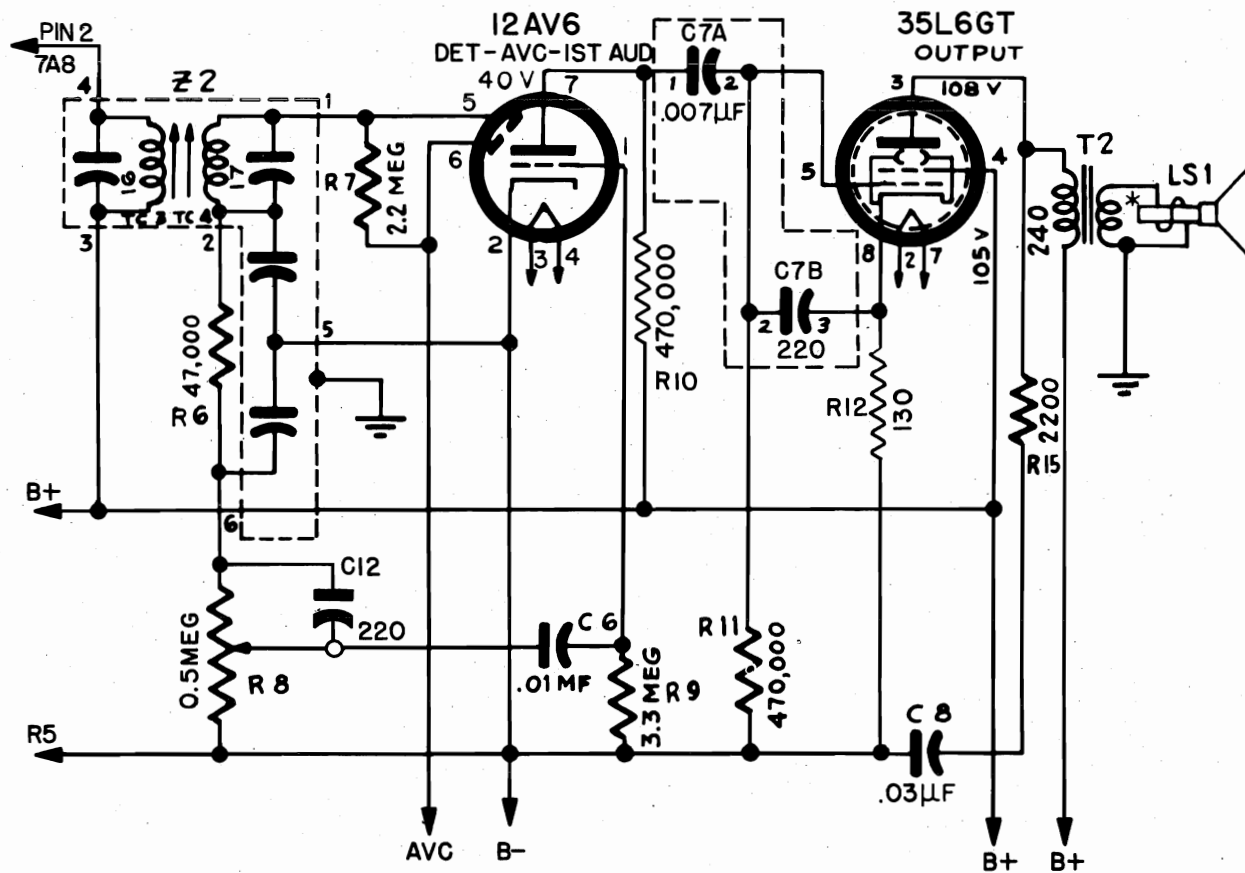 PIN 2
7A8
4
Z2
1
16
17
TC 3 TC 4
3
2
47,000
R6
5
6
B+
R7
2.2 MEG
12AV6
DET-AVC-IST AUD
40 V
7
5
6
1
2
3
4
C7A
1
2
.007µF
470,000
R10
C7B
2
3
220
35L6GT
OUTPUT
3
108 V
5
4
8
2
7
105 V
R12
130
T2
240
*
LS1
2200
R15
C12
220
0.5MEG
R 8
C 6
.01 MF
3.3 MEG
R 9
R11
470,000
C 8
.03µF
R5
AVC
B-
B+
B+